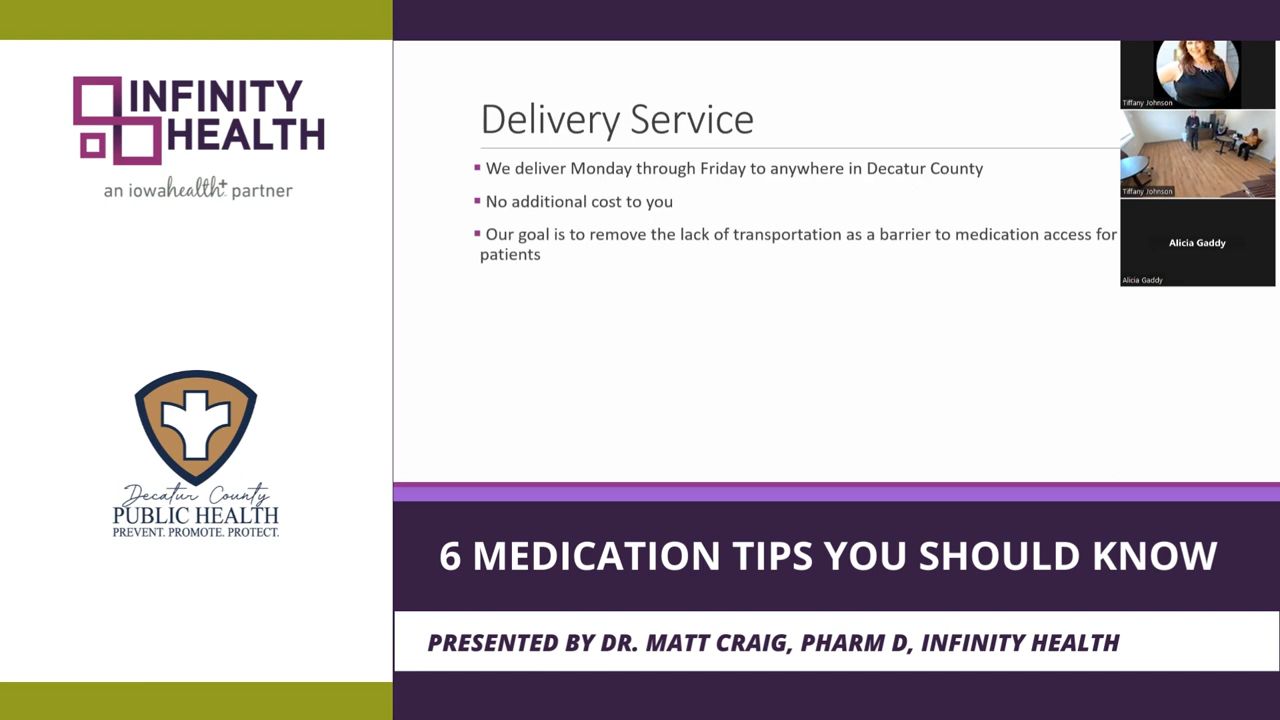 INFINITY
HEALTH
an iowahealth+ partner
Decatur County
PUBLIC HEALTH
PREVENT. PROMOTE. PROTECT.
Delivery Service
▪ We deliver Monday through Friday to anywhere in Decatur County
▪ No additional cost to you
▪ Our goal is to remove the lack of transportation as a barrier to medication access for
patients
Tiffany Johnson
Tiffany Johnson
Alicia Gaddy
Alicia Gaddy
6 MEDICATION TIPS YOU SHOULD KNOW
PRESENTED BY DR. MATT CRAIG, PHARM D, INFINITY HEALTH